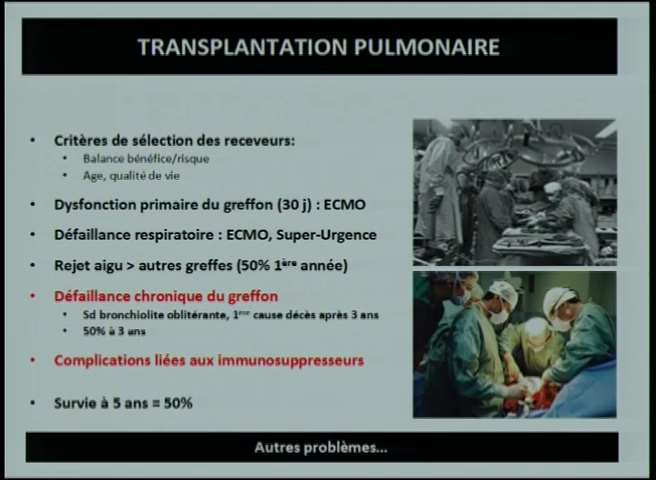 TRANSPLANTATION PULMONAIRE
• Critères de sélection des receveurs:
• Balance bénéfice/risque
• Age, qualité de vie
• Dysfonction primaire du greffon (30 j) : ECMO
• Défaillance respiratoire : ECMO, Super-Urgence
• Rejet aigu > autres greffes (50% 1ère année)
• Défaillance chronique du greffon
• Sd bronchiolite oblitérante, 1ere cause décès après 3 ans
• 50% à 3 ans
• Complications liées aux immunosuppresseurs
• Survie à 5 ans = 50%
Autres problèmes...